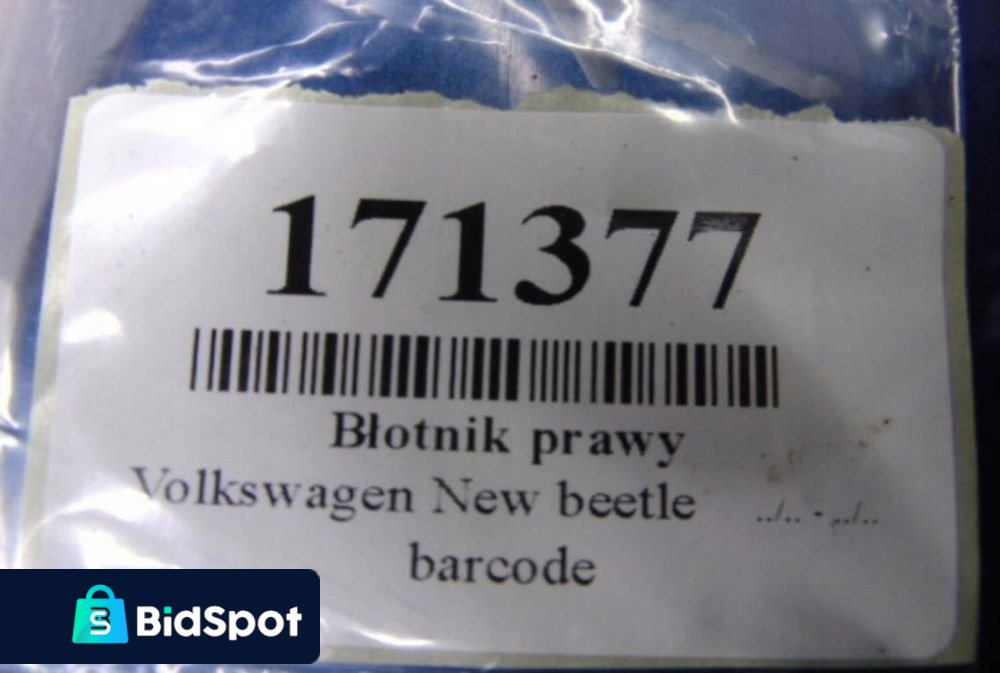 171377
Błotnik prawy
Volkswagen New beetle ../.. - ../..
barcode
BidSpot